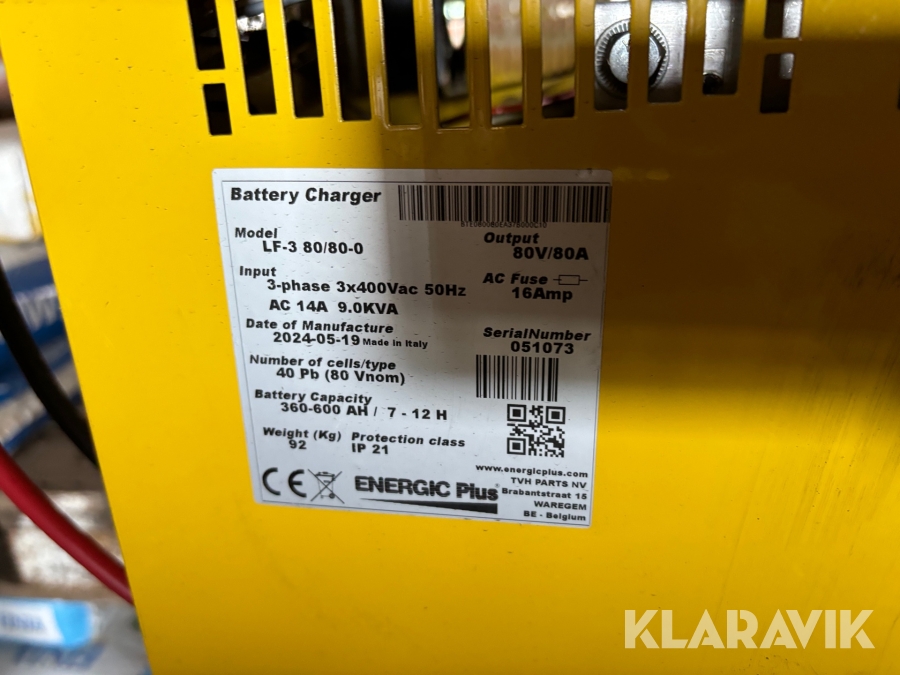 Battery Charger
Model
LF-3 80/80-0
Output
80V/80A
Input
3-phase 3x400Vac 50Hz
AC 14A 9.0KVA
AC Fuse
16Amp
Date of Manufacture
2024-05-19 Made in Italy
SerialNumber
051073
Number of cells/type
40 Pb (80 Vnom)
Battery Capacity
360-600 AH / 7 - 12 H
Weight (Kg)
92
Protection class
IP 21
CE
ENERGIC Plus
www.energicplus.com
TVH PARTS NV
Brabantstraat 15
WAREGEM
BE - Belgium
KLARAVIK